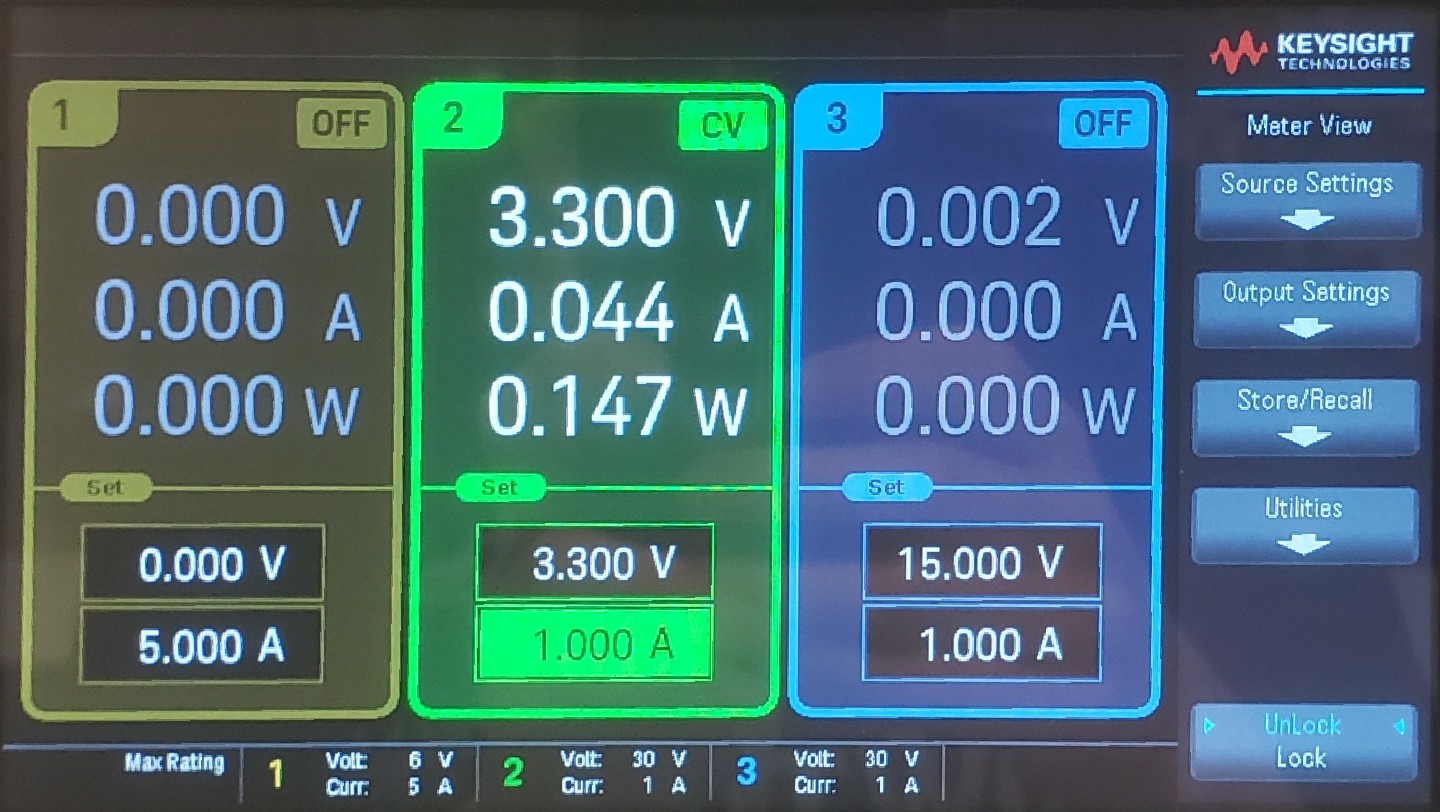 KEYSIGHT
TECHNOLOGIES
Meter View
Source Settings
Output Settings
Store/Recall
Utilities
UnLock
Lock
1 OFF
0.000 V
0.000 A
0.000 W
Set
0.000 V
5.000 A
2 CV
3.300 V
0.044 A
0.147 W
Set
3.300 V
1.000 A
3 OFF
0.002 V
0.000 A
0.000 W
Set
15.000 V
1.000 A
Max Rating
1 Volt: 6 V
Curr: 5 A
2 Volt: 30 V
Curr: 1 A
3 Volt: 30 V
Curr: 1 A